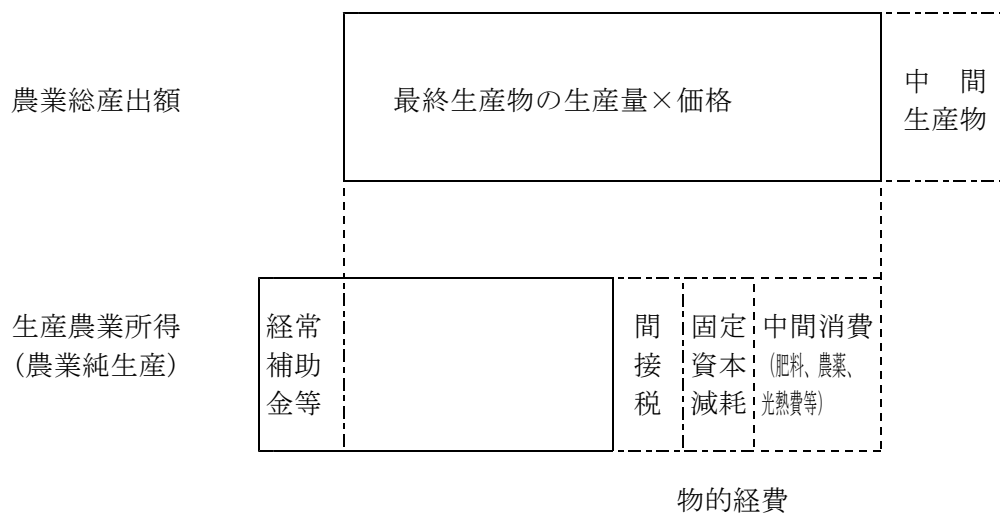 農業総産出額
最終生産物の生産量×価格
中　間
生産物
生産農業所得
(農業純生産)
経常
補助
金等
間
接
税
固定
資本
減耗
中間消費
(肥料、農薬、
光熱費等)
物的経費